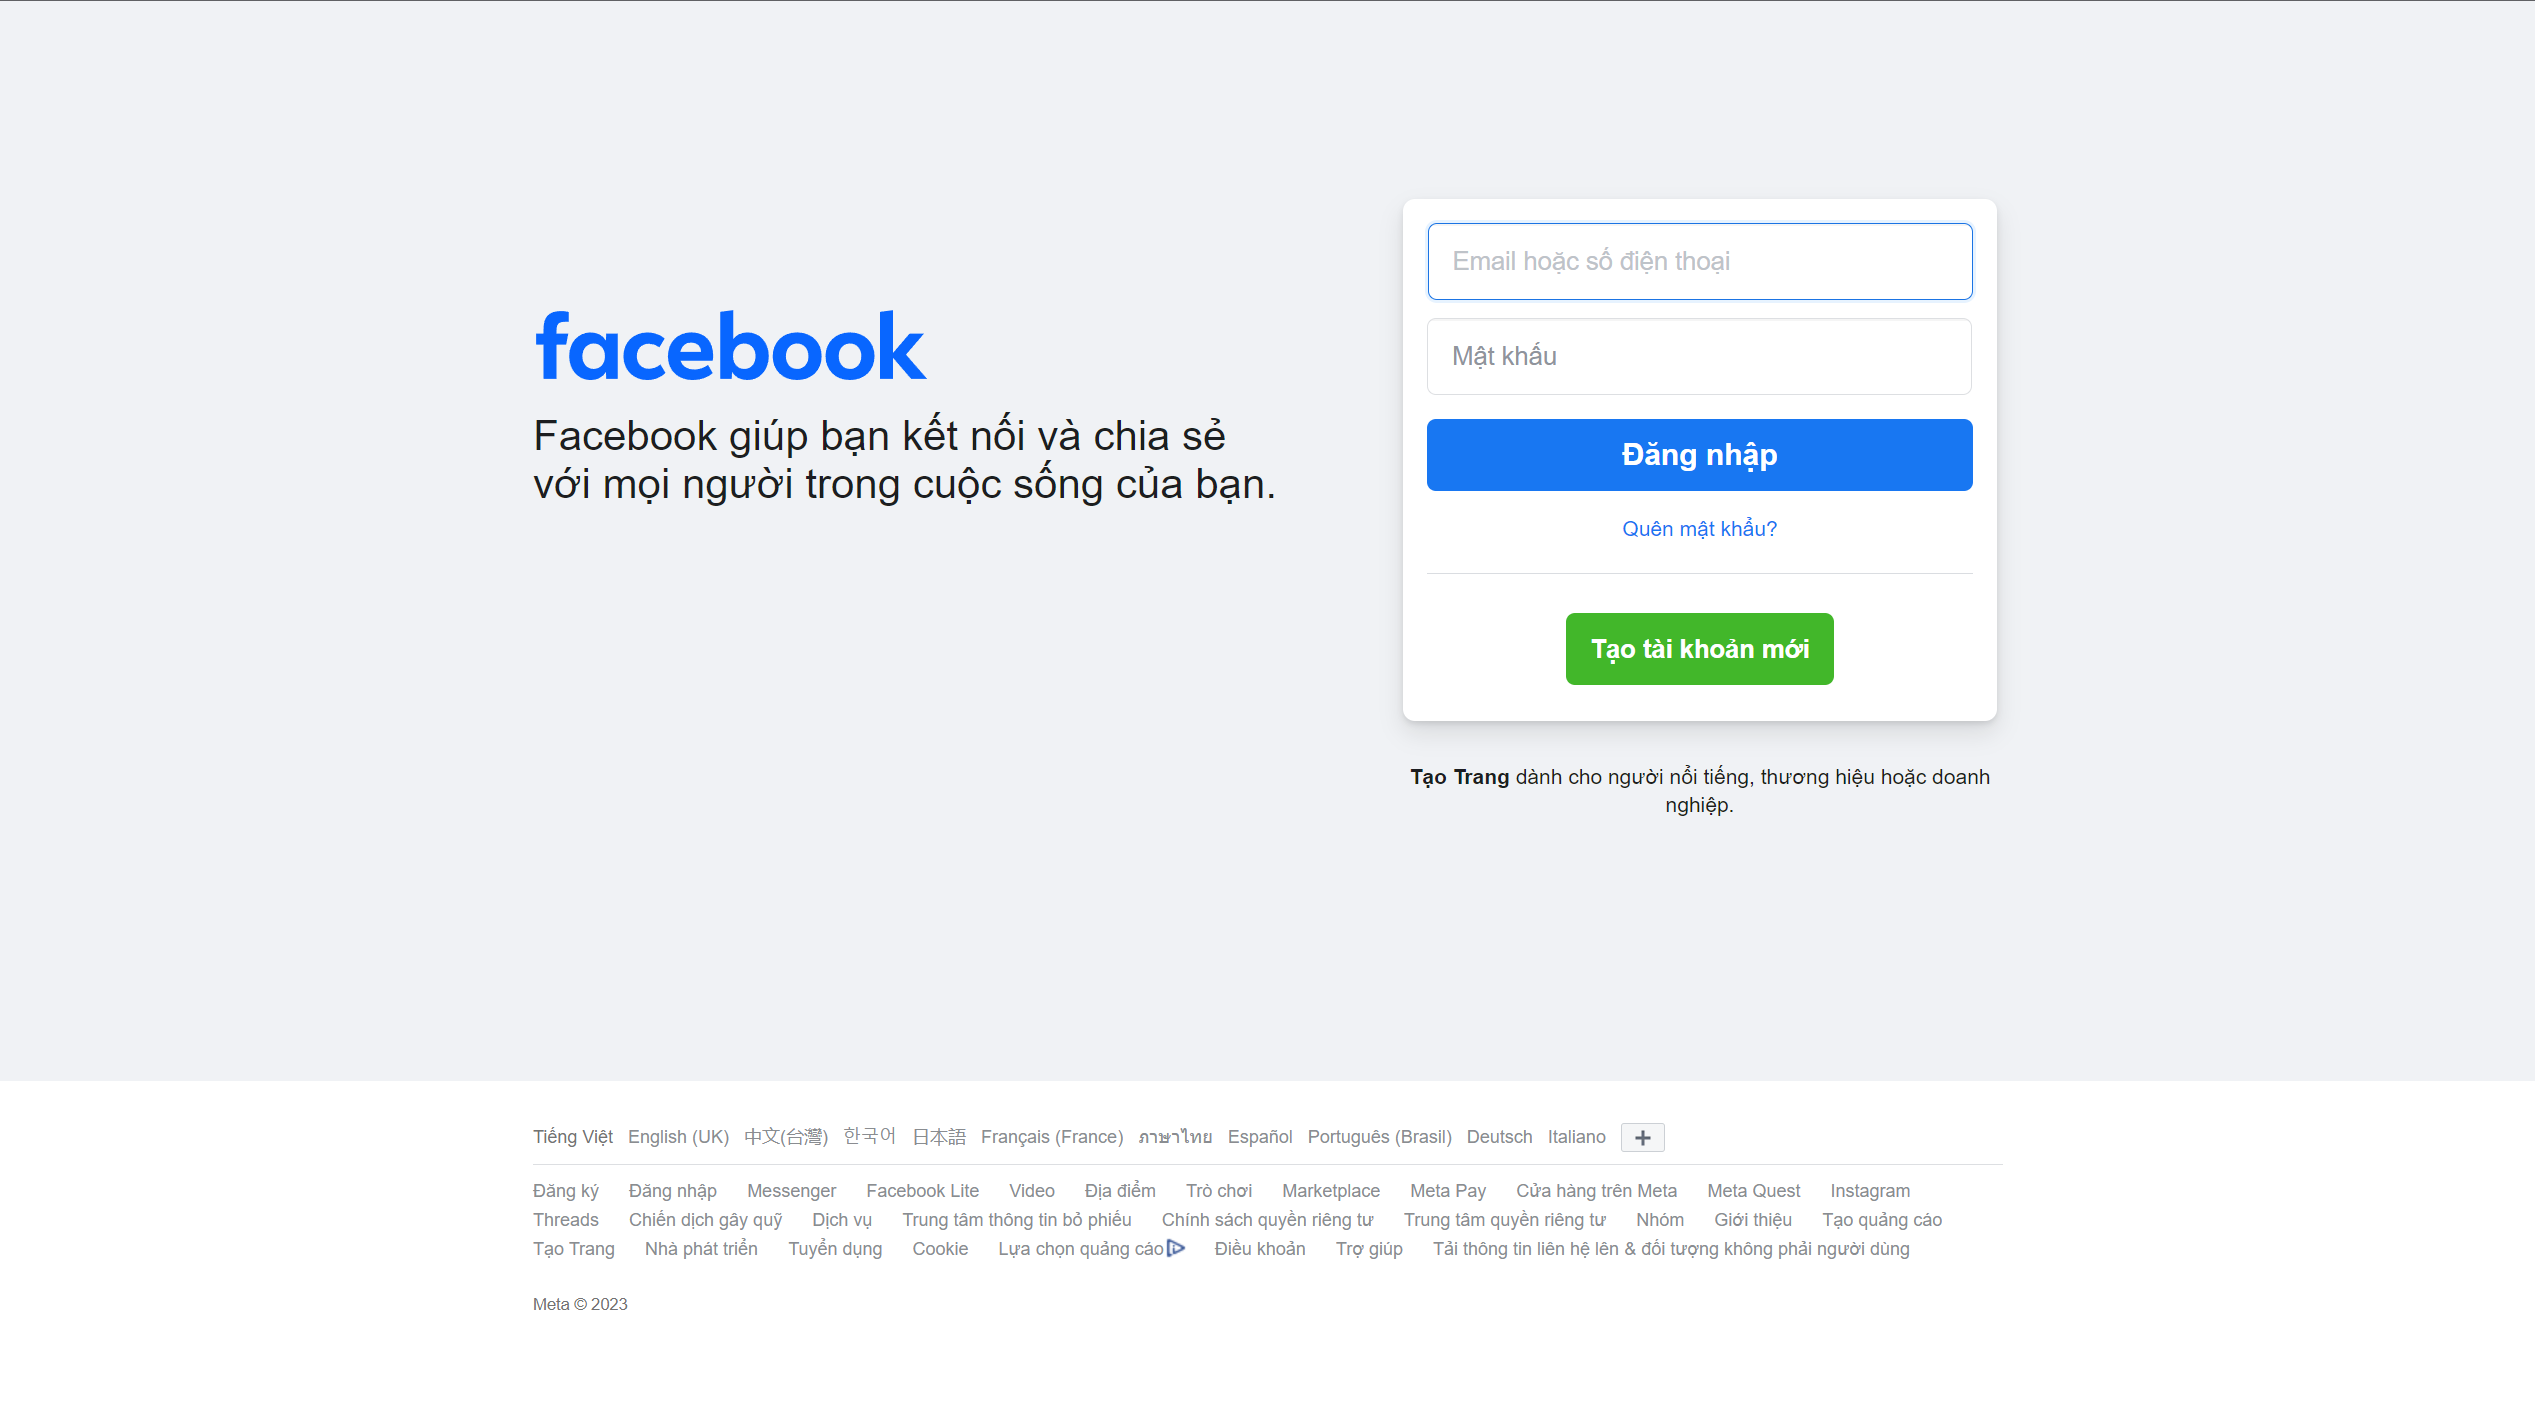 facebook
Facebook giúp bạn kết nối và chia sẻ
với mọi người trong cuộc sống của bạn.
Email hoặc số điện thoại
Mật khẩu
Đăng nhập
Quên mật khẩu?
Tạo tài khoản mới
Tạo Trang dành cho người nổi tiếng, thương hiệu hoặc doanh
nghiệp.
Tiếng Việt English (UK) 中文(台灣) 한국어 日本語 Français (France) ภาษาไทย Español Português (Brasil) Deutsch Italiano
Đăng ký Đăng nhập Messenger Facebook Lite Video Địa điểm Trò chơi Marketplace Meta Pay Cửa hàng trên Meta Meta Quest Instagram
Threads Chiến dịch gây quỹ Dịch vụ Trung tâm thông tin bỏ phiếu Chính sách quyền riêng tư Trung tâm quyền riêng tư Nhóm Giới thiệu Tạo quảng cáo
Tạo Trang Nhà phát triển Tuyển dụng Cookie Lựa chọn quảng cáo Điều khoản Trợ giúp Tải thông tin liên hệ lên & đối tượng không phải người dùng
Meta © 2023